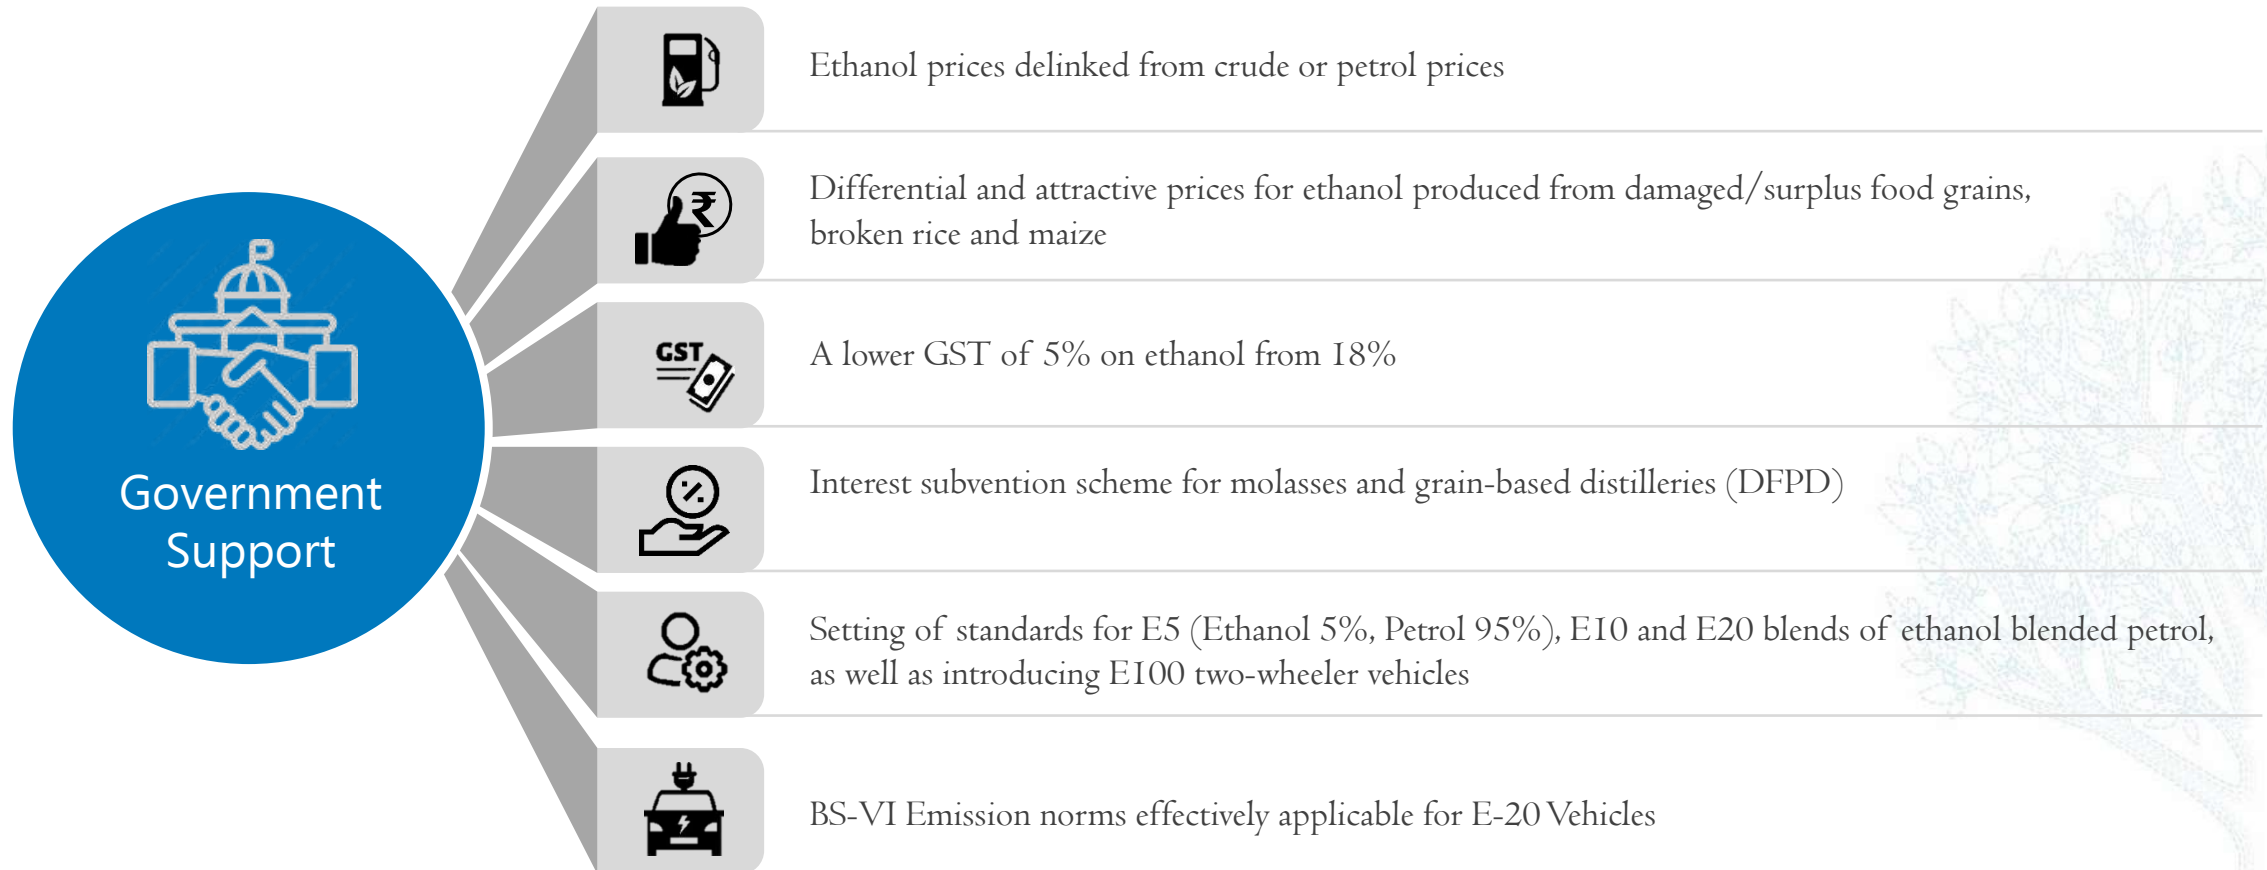 Government
Support
Ethanol prices delinked from crude or petrol prices
₹
Differential and attractive prices for ethanol produced from damaged/surplus food grains,
broken rice and maize
GST
A lower GST of 5% on ethanol from 18%
%
Interest subvention scheme for molasses and grain-based distilleries (DFPD)
Setting of standards for E5 (Ethanol 5%, Petrol 95%), E10 and E20 blends of ethanol blended petrol,
as well as introducing E100 two-wheeler vehicles
BS-VI Emission norms effectively applicable for E-20 Vehicles